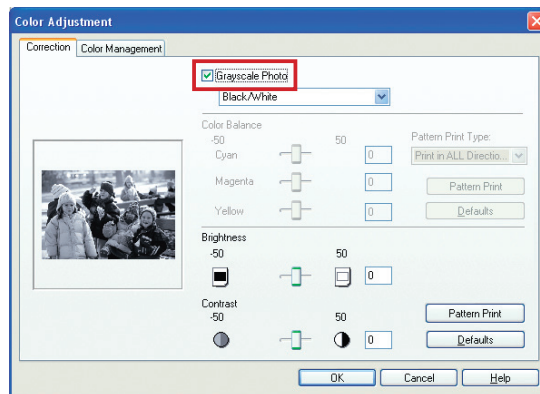 Color Adjustment
Correction Color Management
Grayscale Photo
Black/White
Color Balance
-50 50 Pattern Print Type:
Cyan 0 Print in ALL Directio...
Magenta 0 Pattern Print
Yellow 0 Defaults
Brightness
-50 50
0
Contrast
-50 50 Pattern Print
0 Defaults
OK Cancel Help